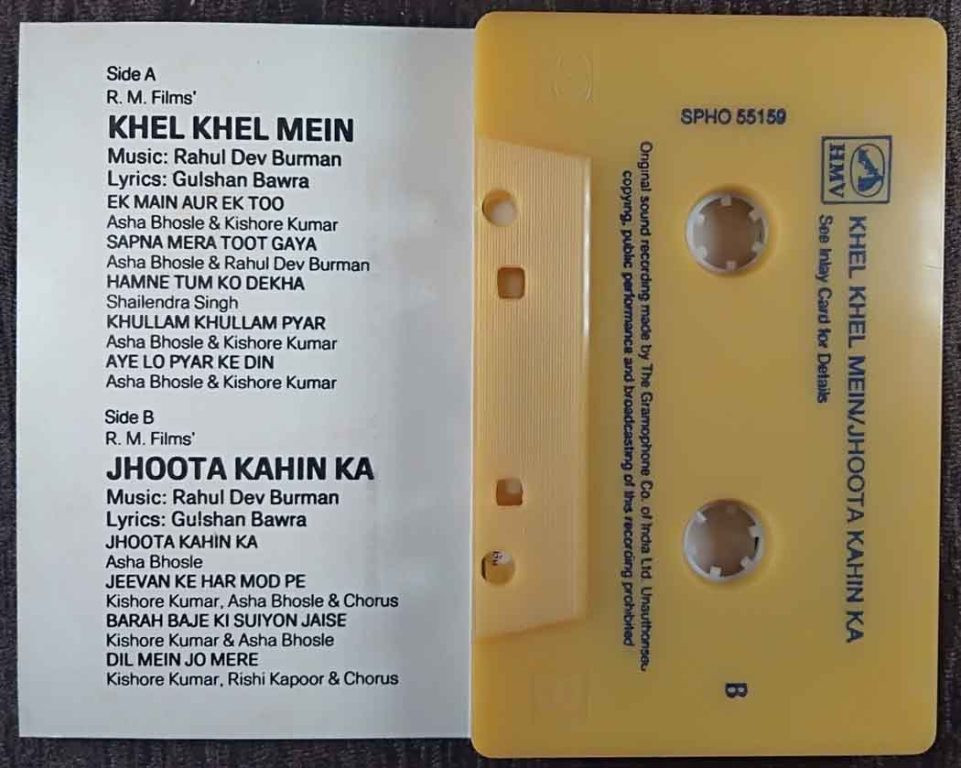 Side A
R. M. Films'
KHEL KHEL MEIN
Music: Rahul Dev Burman
Lyrics: Gulshan Bawra
EK MAIN AUR EK TOO
Asha Bhosle & Kishore Kumar
SAPNA MERA TOOT GAYA
Asha Bhosle & Rahul Dev Burman
HAMNE TUM KO DEKHA
Shailendra Singh
KHULLAM KHULLAM PYAR
Asha Bhosle & Kishore Kumar
AYE LO PYAR KE DIN
Asha Bhosle & Kishore Kumar
Side B
R. M. Films'
JHOOTA KAHIN KA
Music: Rahul Dev Burman
Lyrics: Gulshan Bawra
JHOOTA KAHIN KA
Asha Bhosle
JEEVAN KE HAR MOD PE
Kishore Kumar, Asha Bhosle & Chorus
BARAH BAJE KI SUIYON JAISE
Kishore Kumar & Asha Bhosle
DIL MEIN JO MERE
Kishore Kumar, Rishi Kapoor & Chorus
SPHO 55159
HMV
KHEL KHEL MEIN/JHOOTA KAHIN KA
See Inlay Card for Details
Original sound recording made by The Gramophone Co. of India Ltd. Unauthorised
copying, public performance and broadcasting of this recording prohibited
B